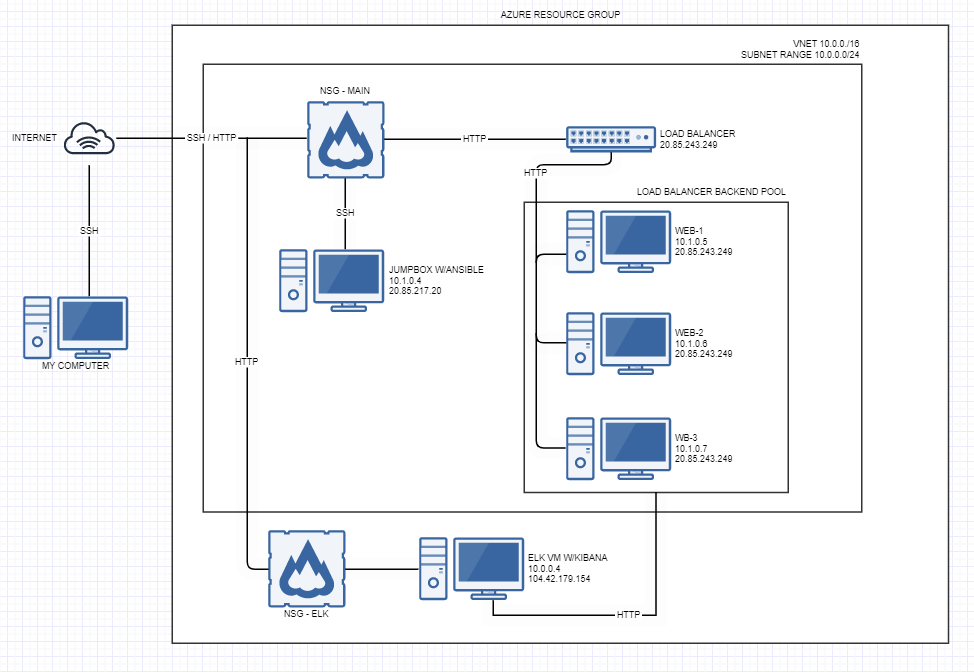 AZURE RESOURCE GROUP
VNET 10.0.0./16
SUBNET RANGE 10.0.0.0/24
NSG - MAIN
INTERNET
SSH / HTTP
HTTP
LOAD BALANCER
20.85.243.249
HTTP
LOAD BALANCER BACKEND POOL
SSH
SSH
WEB-1
10.1.0.5
20.85.243.249
JUMPBOX W/ANSIBLE
10.1.0.4
20.85.217.20
WEB-2
10.1.0.6
20.85.243.249
MY COMPUTER
HTTP
WB-3
10.1.0.7
20.85.243.249
ELK VM W/KIBANA
10.0.0.4
104.42.179.154
NSG - ELK
HTTP